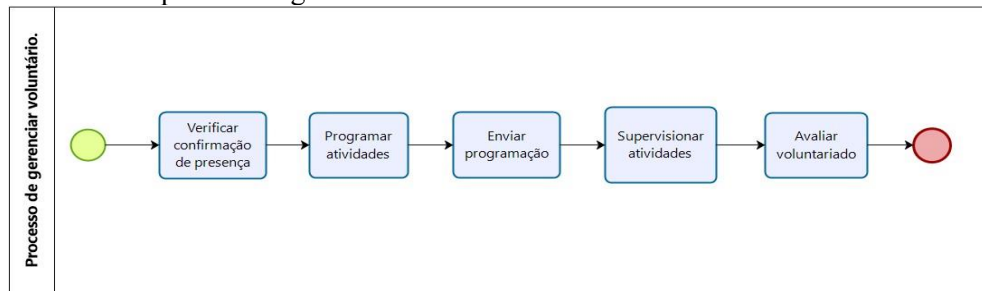 Processo de gerenciar voluntário.
Verificar
confirmação
de presença
Programar
atividades
Enviar
programação
Supervisionar
atividades
Avaliar
voluntariado